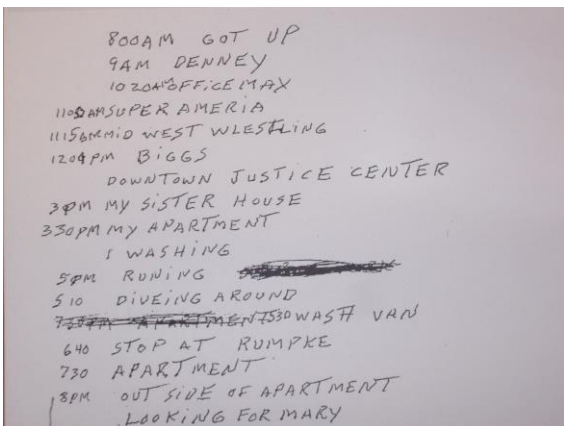 800AM GOT UP
9AM DENNEY
1020AM OFFICE MAX
1100AM SUPER AMERIA
1115AM MID WEST WLESTLING
1204PM BIGGS
DOWNTOWN JUSTICE CENTER
3PM MY SISTER HOUSE
330PM MY APARTMENT
I WASHING
5PM RUNING
510 DIVEING AROUND
730PM APARTMENT 530 WASH VAN
640 STOP AT RUMPKE
730 APARTMENT
8PM OUT SIDE OF APARTMENT
LOOKING FOR MARY